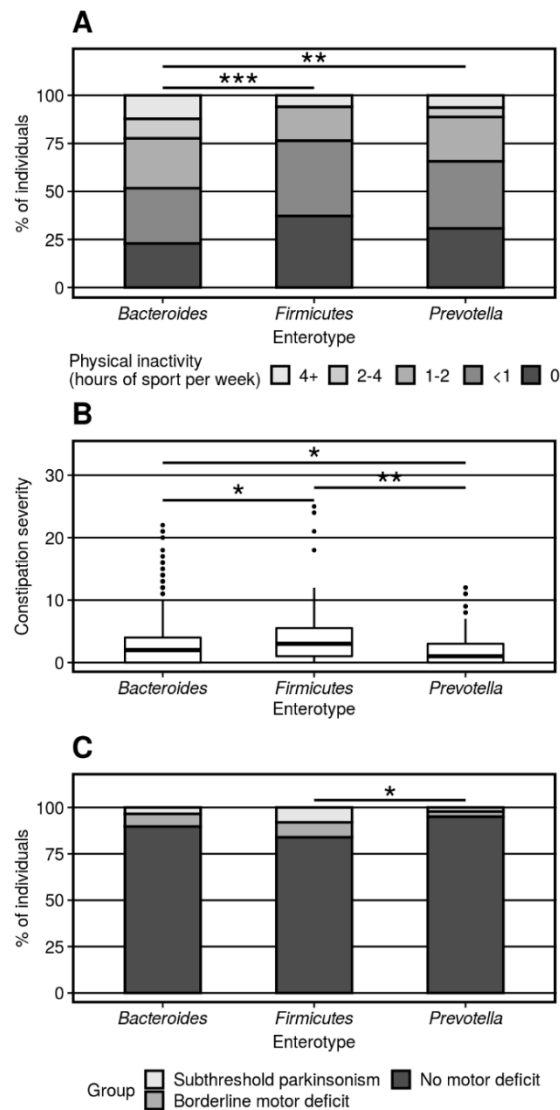 A
** 
***
100
75
50
25
0
% of individuals
Bacteroides Firmicutes Prevotella
Enterotype
Physical inactivity
(hours of sport per week) 4+ 2-4 1-2 <1 0
B
*
* **
30
20
10
0
Constipation severity
Bacteroides Firmicutes Prevotella
Enterotype
C
*
100
75
50
25
0
% of individuals
Bacteroides Firmicutes Prevotella
Enterotype
Group Subthreshold parkinsonism No motor deficit
Borderline motor deficit